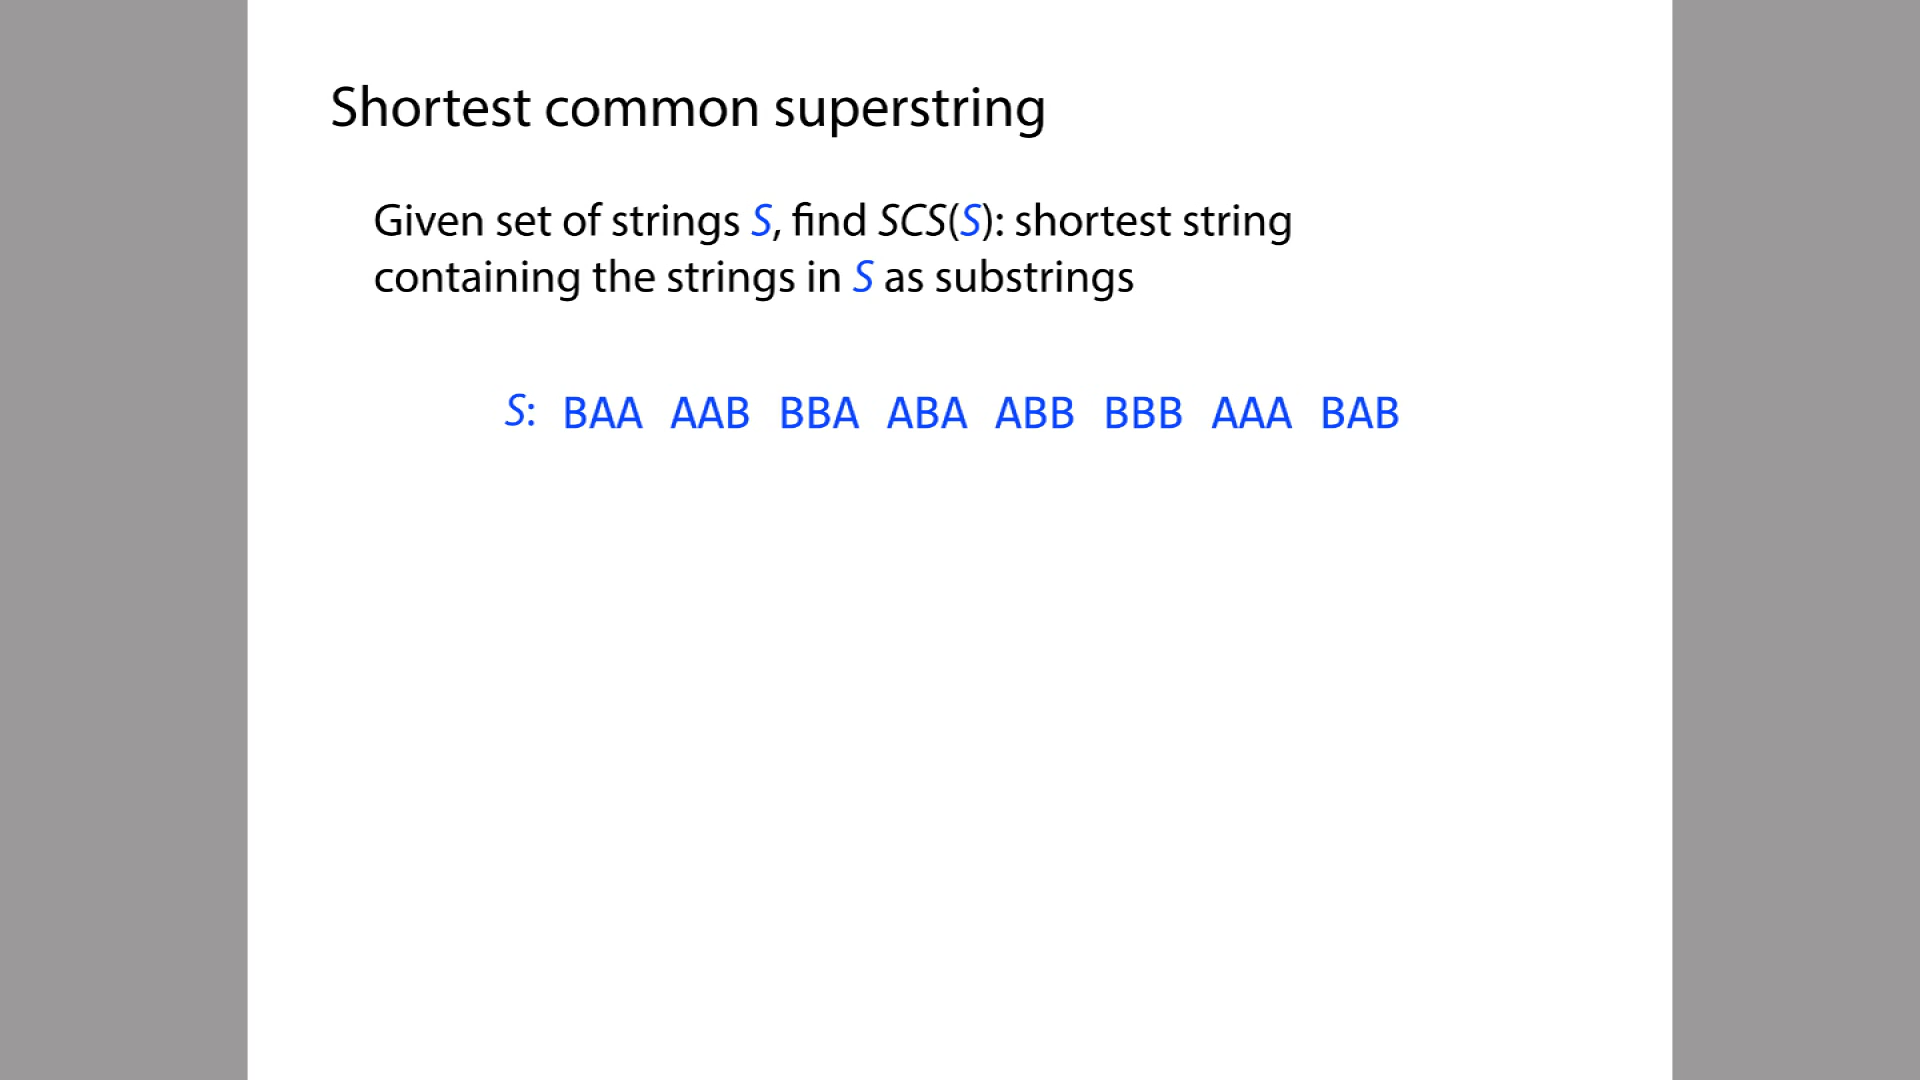 Shortest common superstring
Given set of strings S, find SCS(S): shortest string
containing the strings in S as substrings
S: BAA AAB BBA ABA ABB BBB AAA BAB